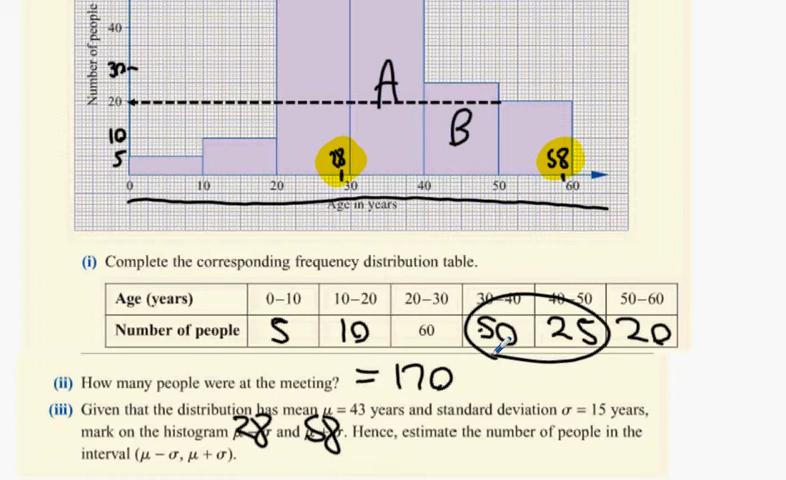 Number of people
40
30
A
20
B
10
28
58
5
0 10 20 30 40 50 60
Age in years
(i) Complete the corresponding frequency distribution table.
Age (years) 0–10 10–20 20–30 30–40 40–50 50–60
Number of people 5 10 60 50 25 20
(ii) How many people were at the meeting? = 170
(iii) Given that the distribution has mean μ = 43 years and standard deviation σ = 15 years,
mark on the histogram 28 and 58. Hence, estimate the number of people in the
interval (μ − σ, μ + σ).